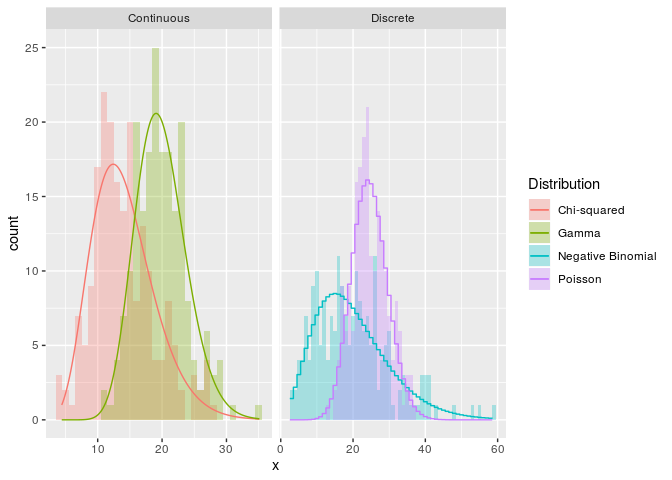 Continuous
Discrete
25
20
15
10
5
0
count
10
20
30
0
20
40
60
x
Distribution
Chi-squared
Gamma
Negative Binomial
Poisson